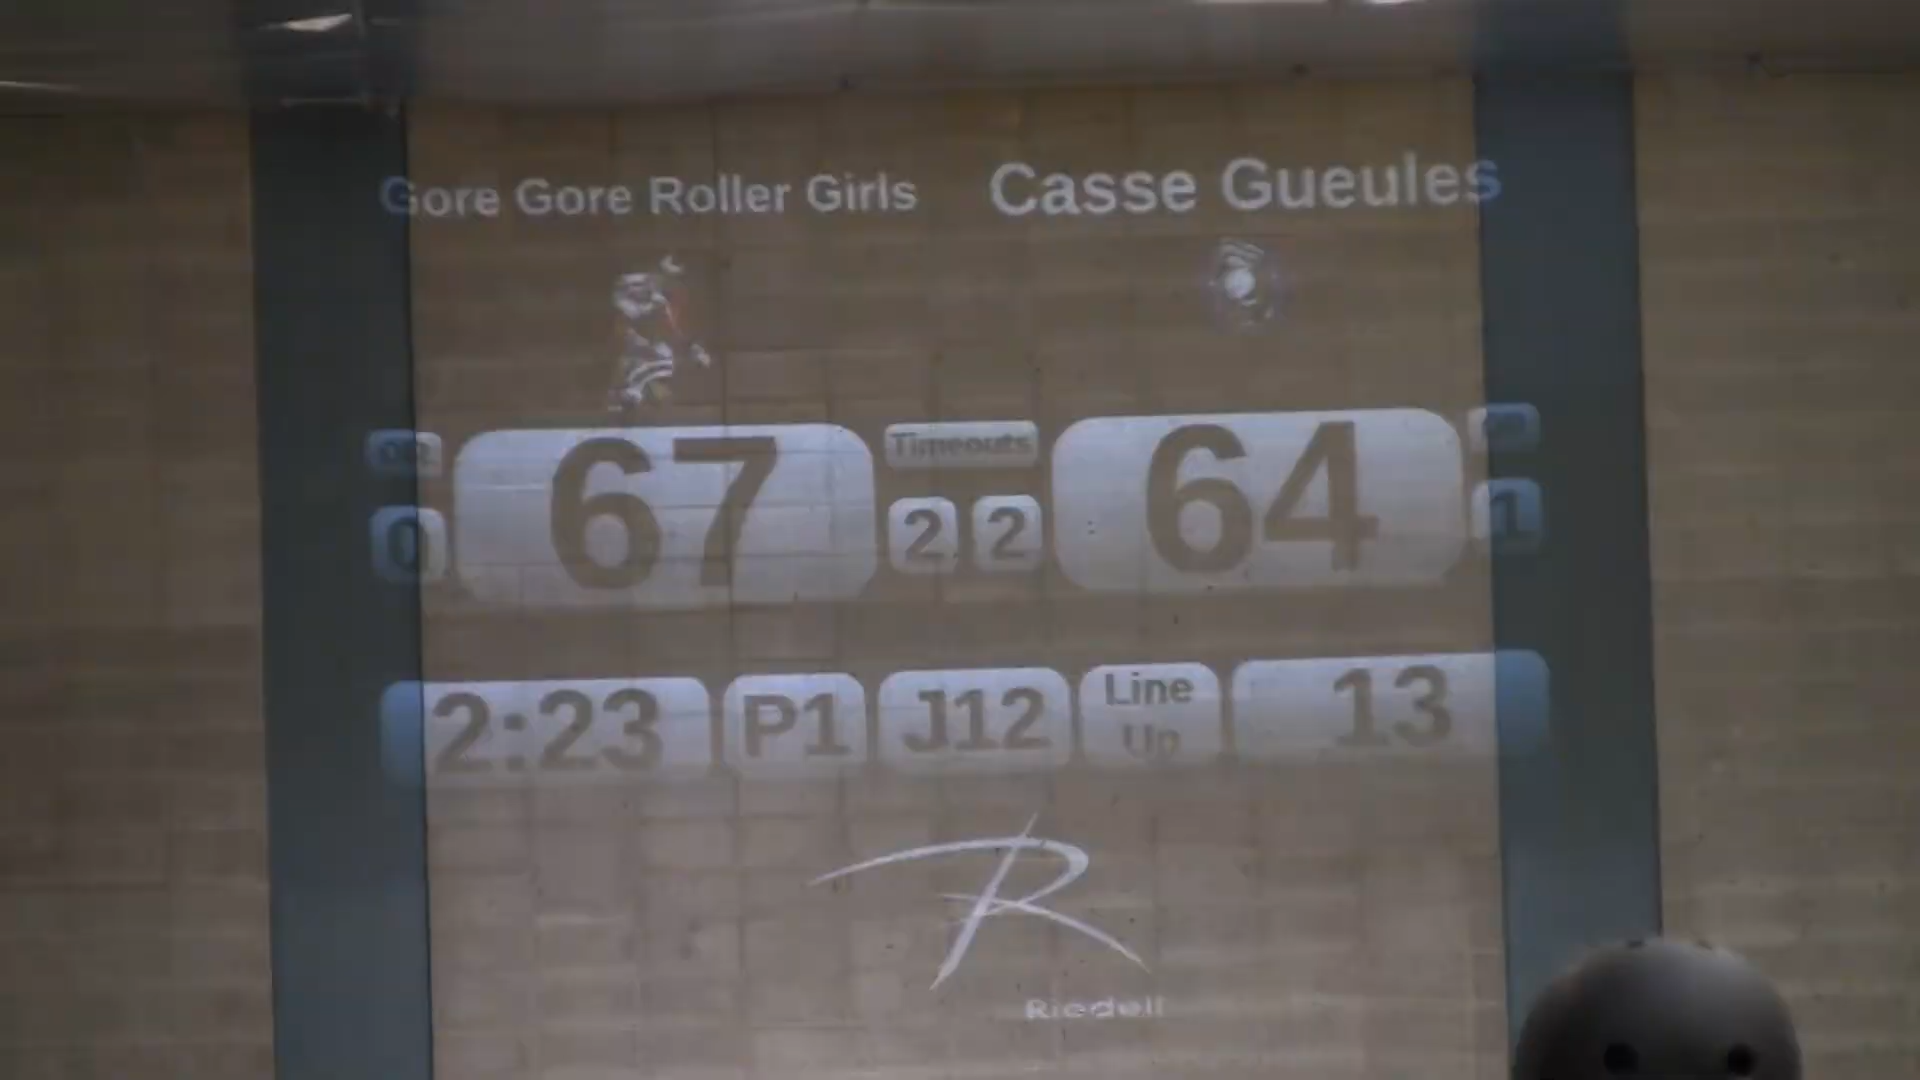 Gore Gore Roller Girls Casse Gueules
67 Timeouts 64
0 2 2 1
2:23 P1 J12 Line Up 13
Riedell